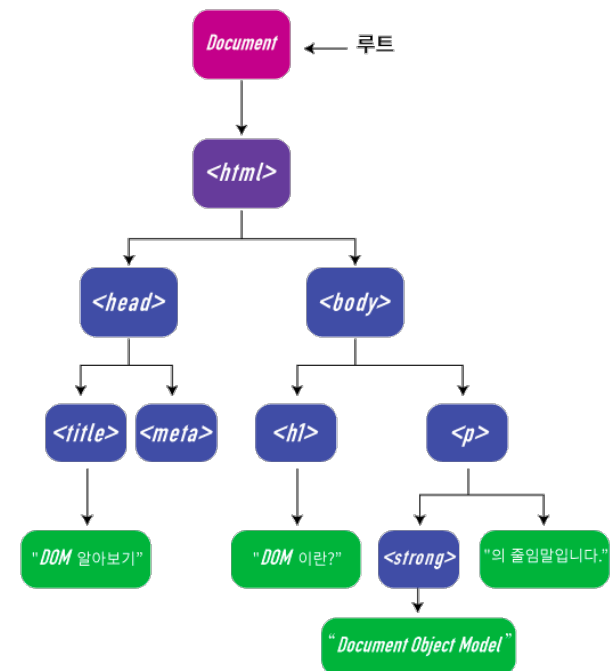 Document
루트
<html>
<head>
<body>
<title>
<meta>
<h1>
<p>
"DOM 알아보기"
"DOM 이란?"
<strong>
"의 줄임말입니다."
"Document Object Model"